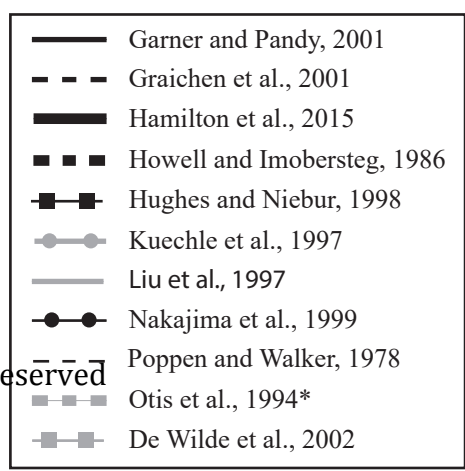 Garner and Pandy, 2001
Graichen et al., 2001
Hamilton et al., 2015
Howell and Imobersteg, 1986
Hughes and Niebur, 1998
Kuechle et al., 1997
Liu et al., 1997
Nakajima et al., 1999
Poppen and Walker, 1978
eserved
Otis et al., 1994*
De Wilde et al., 2002